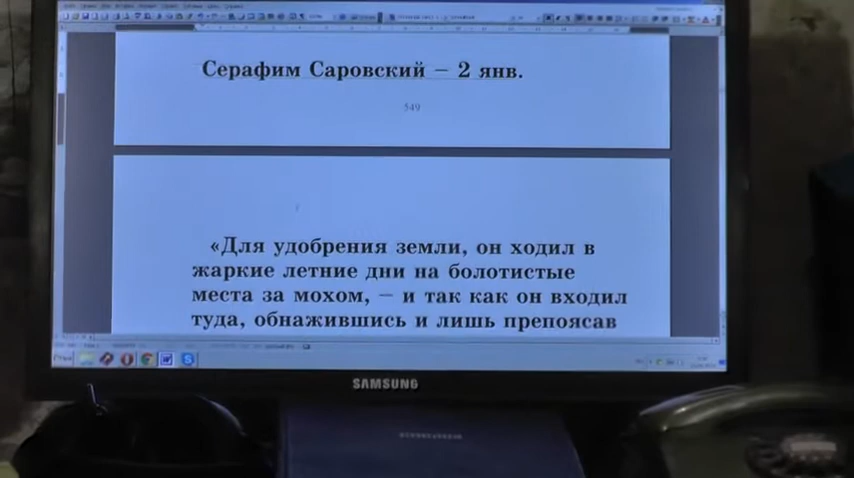 Серафим Саровский – 2 янв.
549
«Для удобрения земли, он ходил в
жаркие летние дни на болотистые
места за мохом, – и так как он входил
туда, обнажившись и лишь препоясав
SAMSUNG